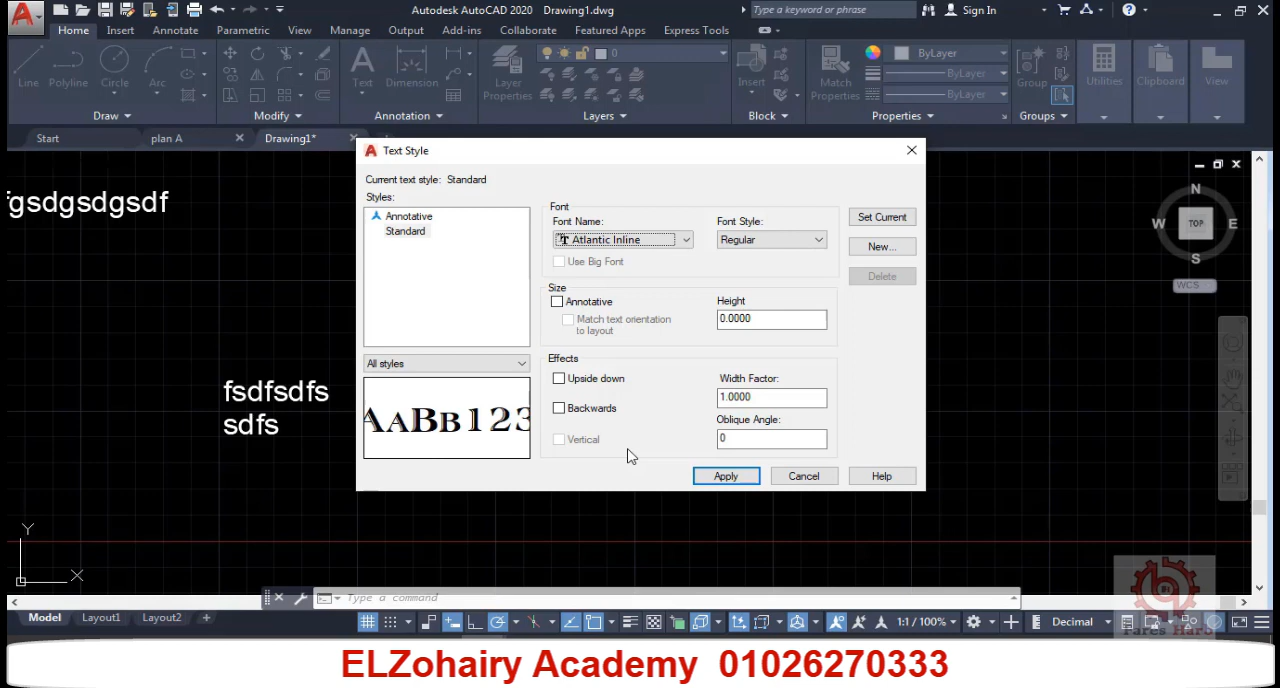 Autodesk AutoCAD 2020 Drawing1.dwg
Type a keyword or phrase
Sign In
Home Insert Annotate Parametric View Manage Output Add-ins Collaborate Featured Apps Express Tools
0
ByLayer
Line Polyline Circle Arc
Text Dimension
Layer Properties
Insert
Match Properties
ByLayer
ByLayer
Group
Utilities Clipboard View
Draw Modify Annotation Layers Block Properties Groups
Start plan A Drawing1*
Text Style
Current text style: Standard
Styles:
Annotative
Standard
All styles
AaBb123
Font
Font Name:
Atlantic Inline
Font Style:
Regular
Use Big Font
Set Current
New...
Delete
Size
Annotative
Match text orientation
to layout
Height
0.0000
Effects
Upside down
Backwards
Vertical
Width Factor:
1.0000
Oblique Angle:
0
Apply Cancel Help
fgsdgsdgsdf
fsdfsdfs
sdfs
N
W TOP E
S
WCS
Y
X
Type a command
Model Layout1 Layout2 +
1:1 / 100%
Decimal
Fares Harb
ELZohairy Academy 01026270333